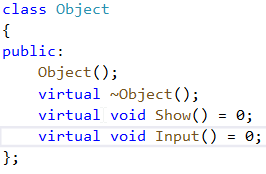 class Object
{
public:
    Object();
    virtual ~Object();
    virtual void Show() = 0;
    virtual void Input() = 0;
};